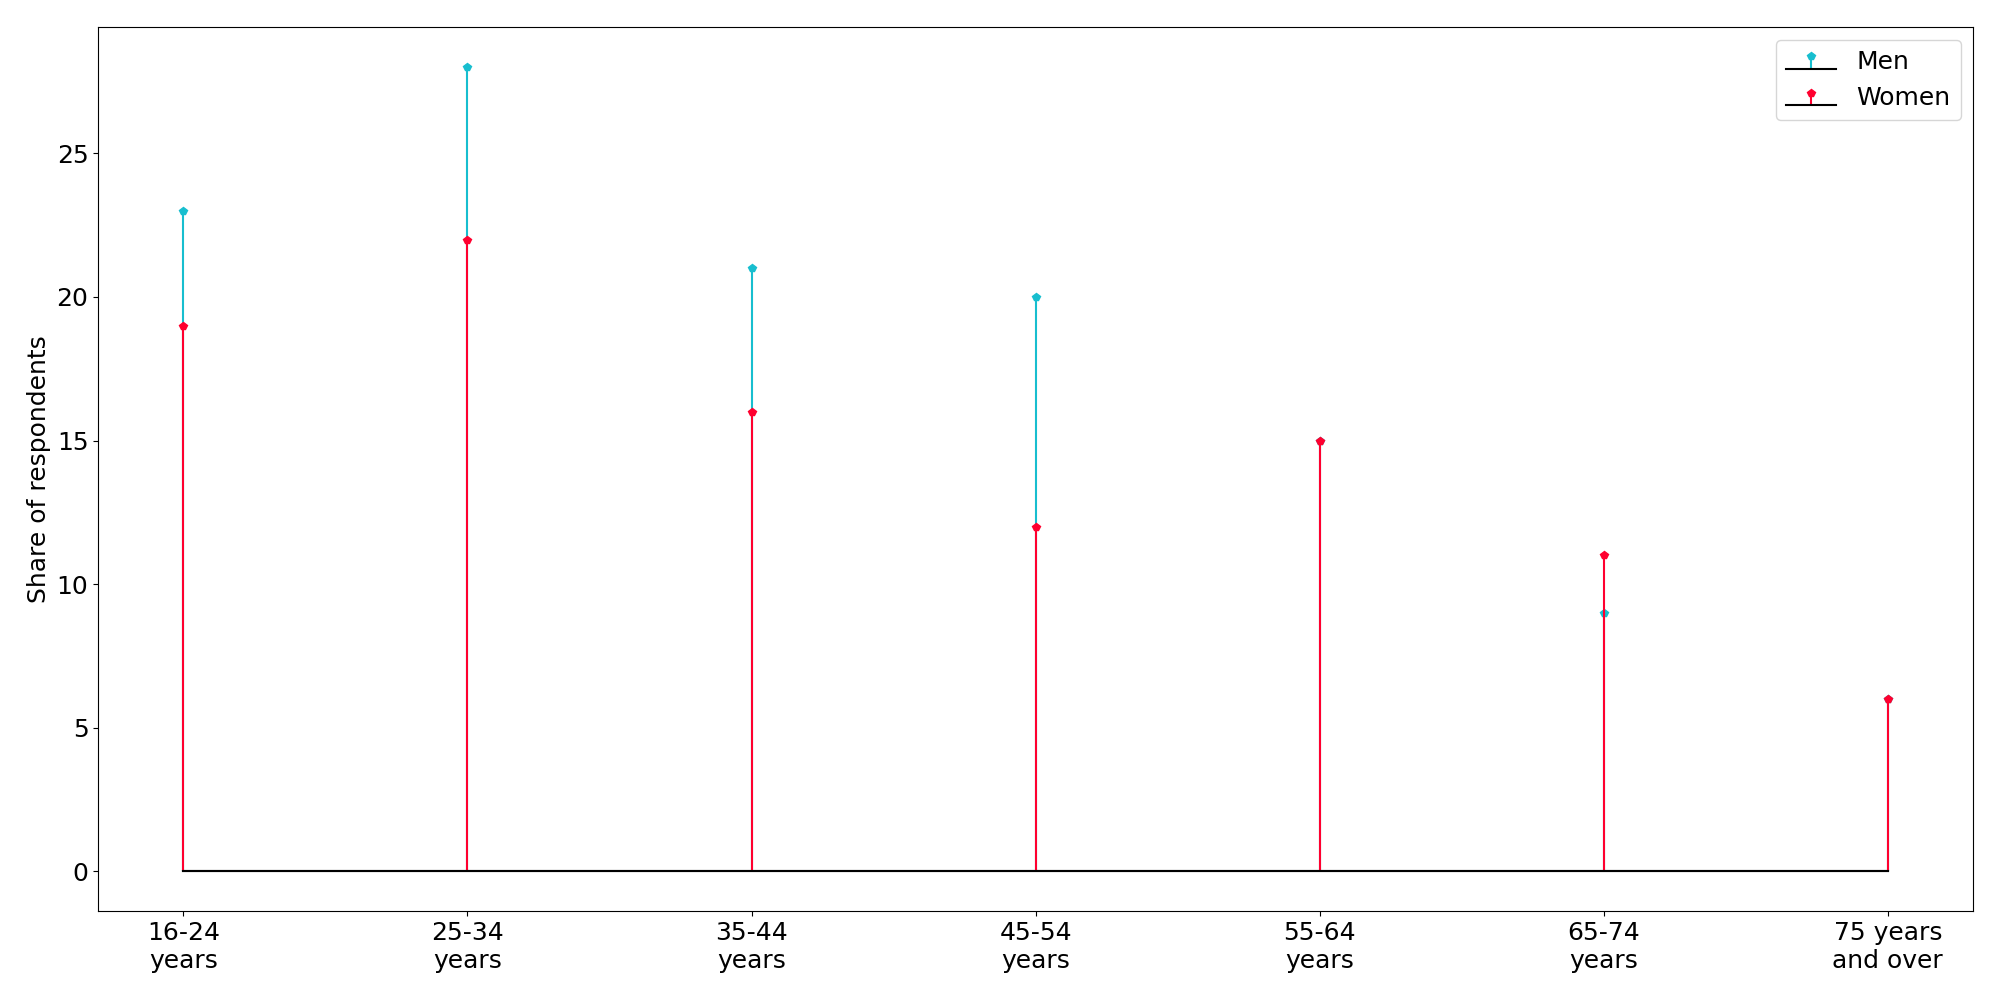 Men
Women
Share of respondents
25
20
15
10
5
0
16-24
years
25-34
years
35-44
years
45-54
years
55-64
years
65-74
years
75 years
and over